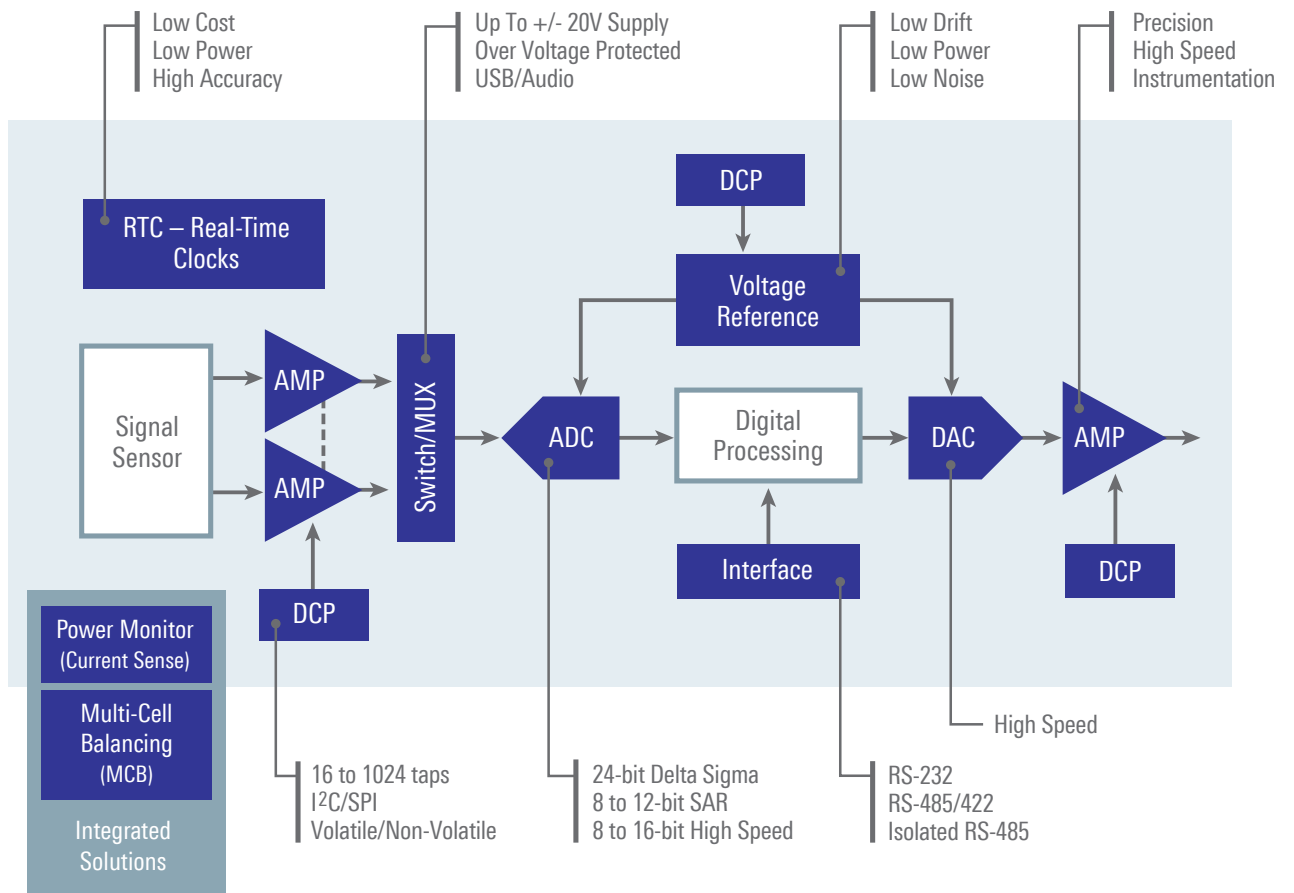 Low Cost
Low Power
High Accuracy
Up To +/- 20V Supply
Over Voltage Protected
USB/Audio
Low Drift
Low Power
Low Noise
Precision
High Speed
Instrumentation
RTC – Real-Time
Clocks
DCP
Voltage
Reference
Signal
Sensor
AMP
AMP
Switch/MUX
ADC
Digital
Processing
DAC
AMP
DCP
Interface
DCP
Power Monitor
(Current Sense)
Multi-Cell
Balancing
(MCB)
Integrated
Solutions
16 to 1024 taps
I²C/SPI
Volatile/Non-Volatile
24-bit Delta Sigma
8 to 12-bit SAR
8 to 16-bit High Speed
High Speed
RS-232
RS-485/422
Isolated RS-485